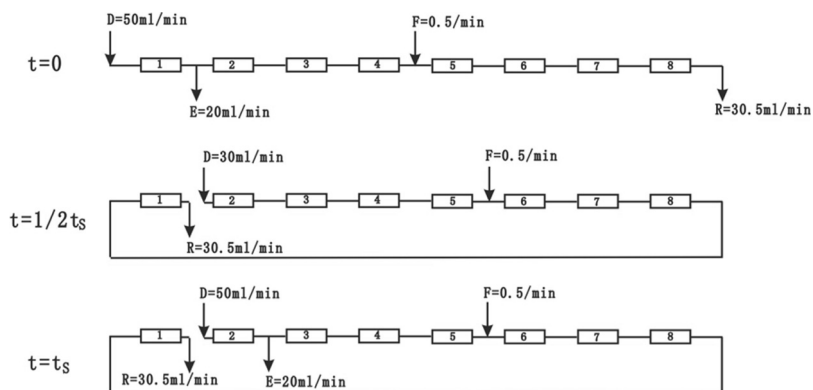 D=50ml/min
F=0.5/min
t=0
1 2 3 4 5 6 7 8
E=20ml/min
R=30.5ml/min
D=30ml/min
F=0.5/min
1 2 3 4 5 6 7 8
t=1/2ts
R=30.5ml/min
D=50ml/min
F=0.5/min
1 2 3 4 5 6 7 8
t=ts
R=30.5ml/min E=20ml/min